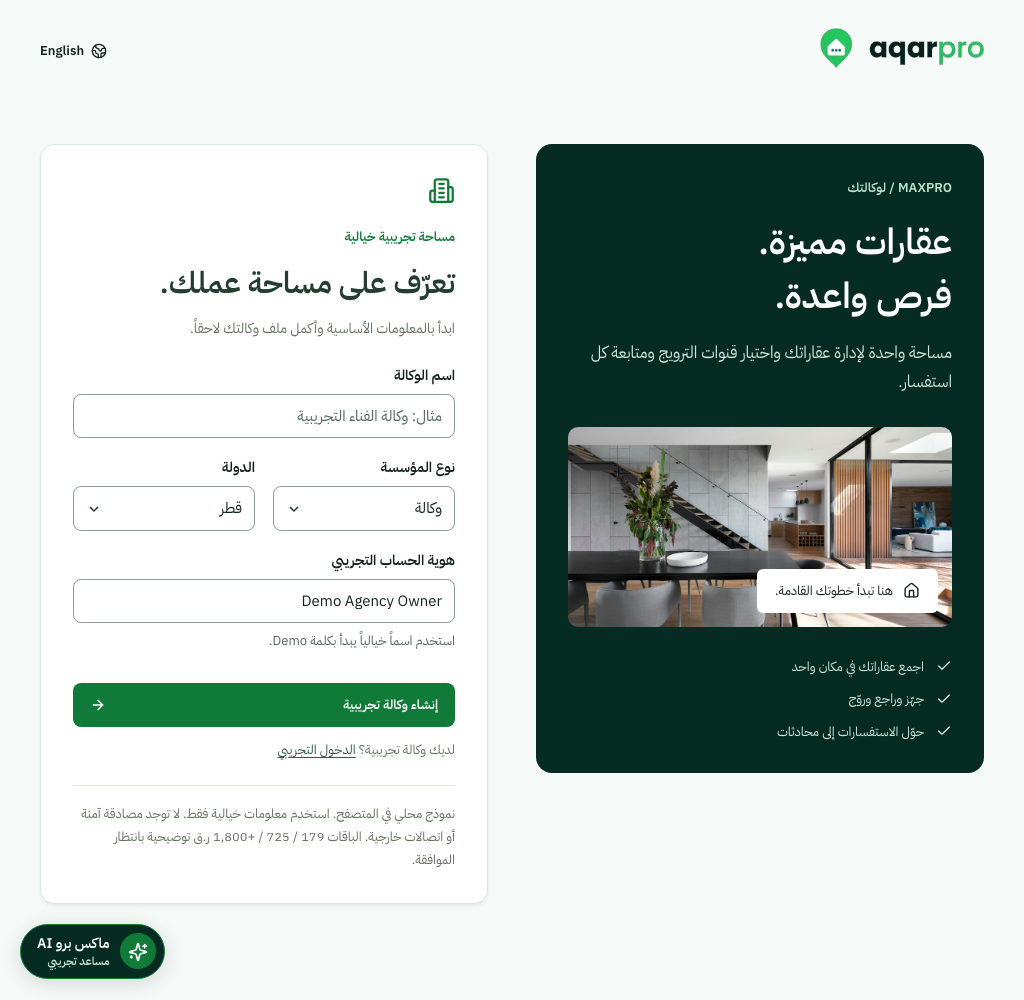 aqarpro
English
MAXPRO / لوكالتك
عقارات مميزة.
فرص واعدة.
مساحة واحدة لإدارة عقاراتك واختيار قنوات الترويج ومتابعة كل
استفسار.
هنا تبدأ خطوتك القادمة.
اجمع عقاراتك في مكان واحد
جهّز وراجع وروّج
حوّل الاستفسارات إلى محادثات
مساحة تجريبية خيالية
تعرّف على مساحة عملك.
ابدأ بالمعلومات الأساسية وأكمل ملف وكالتك لاحقاً.
اسم الوكالة
مثال: وكالة الفناء التجريبية
نوع المؤسسة
وكالة
الدولة
قطر
هوية الحساب التجريبي
Demo Agency Owner
استخدم اسماً خيالياً يبدأ بكلمة Demo.
إنشاء وكالة تجريبية
لديك وكالة تجريبية؟ الدخول التجريبي
نموذج محلي في المتصفح. استخدم معلومات خيالية فقط. لا توجد مصادقة آمنة
أو اتصالات خارجية. الباقات 179 / 725 / +1,800 ر.ق توضيحية بانتظار
الموافقة.
ماكس برو AI
مساعد تجريبي